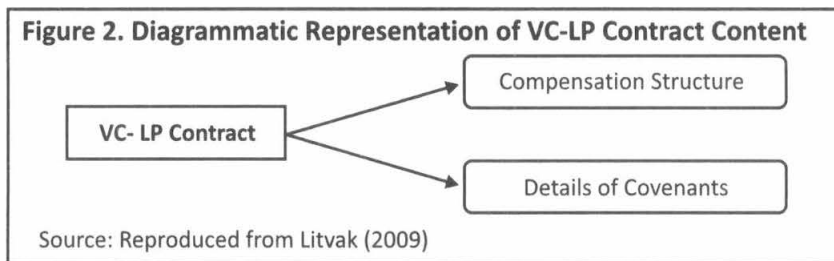 Figure 2. Diagrammatic Representation of VC-LP Contract Content
Compensation Structure
VC- LP Contract
Details of Covenants
Source: Reproduced from Litvak (2009)